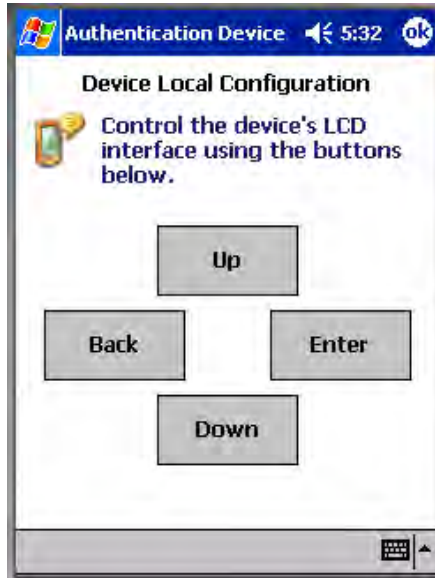 Authentication Device 5:32 ok
Device Local Configuration
Control the device's LCD
interface using the buttons
below.
Up
Back Enter
Down